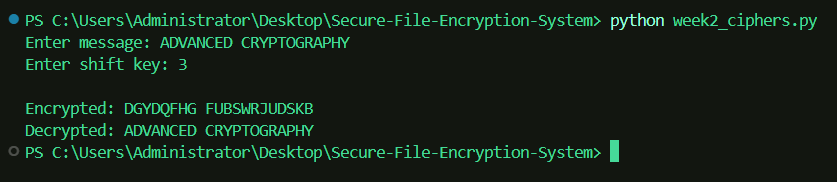 PS C:\Users\Administrator\Desktop\Secure-File-Encryption-System> python week2_ciphers.py
Enter message: ADVANCED CRYPTOGRAPHY
Enter shift key: 3
Encrypted: DGYDQFHG FUBSWRJUDSKB
Decrypted: ADVANCED CRYPTOGRAPHY
PS C:\Users\Administrator\Desktop\Secure-File-Encryption-System>